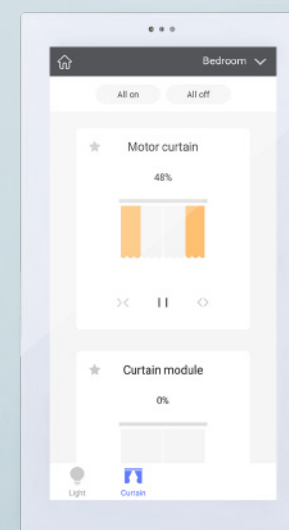 Bedroom
All on All off
Motor curtain
48%
Curtain module
0%
Light Curtain